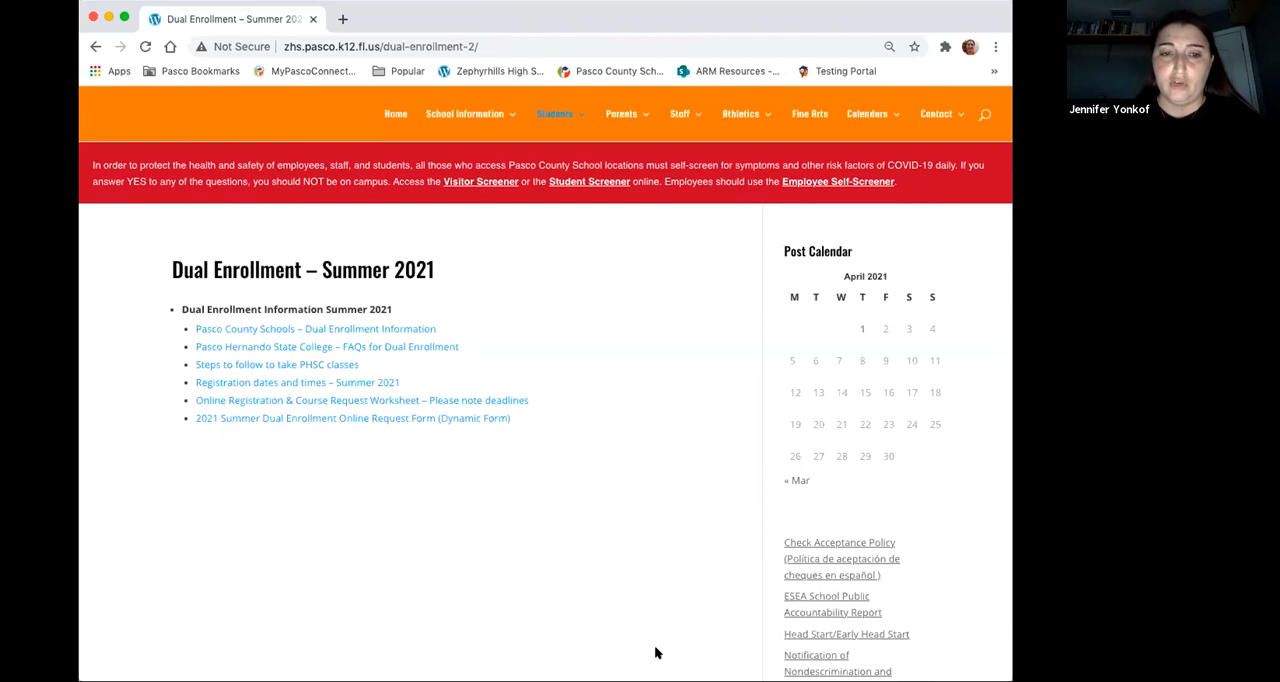 Dual Enrollment – Summer 202
Not Secure
zhs.pasco.k12.fl.us/dual-enrollment-2/
Apps
Pasco Bookmarks
MyPascoConnect...
Popular
Zephyrhills High S...
Pasco County Sch...
ARM Resources -...
Testing Portal
»
Jennifer Yonkof
Home School Information Students Parents Staff Athletics Fine Arts Calendars Contact
In order to protect the health and safety of employees, staff, and students, all those who access Pasco County School locations must self-screen for symptoms and other risk factors of COVID-19 daily. If you
answer YES to any of the questions, you should NOT be on campus. Access the Visitor Screener or the Student Screener online. Employees should use the Employee Self-Screener.
Dual Enrollment – Summer 2021
Dual Enrollment Information Summer 2021
Pasco County Schools – Dual Enrollment Information
Pasco Hernando State College – FAQs for Dual Enrollment
Steps to follow to take PHSC classes
Registration dates and times – Summer 2021
Online Registration & Course Request Worksheet – Please note deadlines
2021 Summer Dual Enrollment Online Request Form (Dynamic Form)
Post Calendar
April 2021
M T W T F S S
1 2 3 4
5 6 7 8 9 10 11
12 13 14 15 16 17 18
19 20 21 22 23 24 25
26 27 28 29 30
« Mar
Check Acceptance Policy
(Política de aceptación de
cheques en español )
ESEA School Public
Accountability Report
Head Start/Early Head Start
Notification of
Nondescrimination and